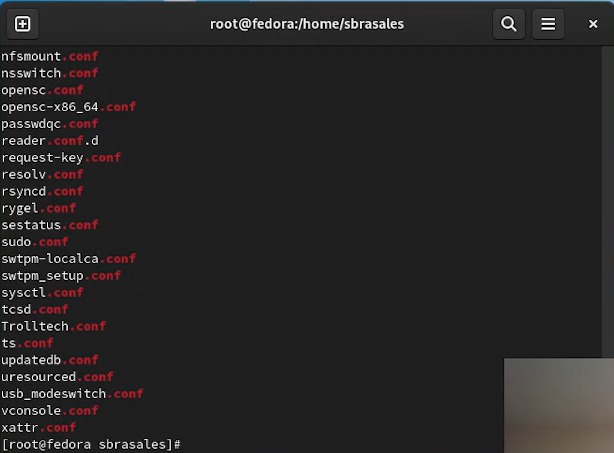 root@fedora:/home/sbrasales
nfsmount.conf
nsswitch.conf
opensc.conf
opensc-x86_64.conf
passwdqc.conf
reader.conf.d
request-key.conf
resolv.conf
rsyncd.conf
rygel.conf
sestatus.conf
sudo.conf
swtpm-localca.conf
swtpm_setup.conf
sysctl.conf
tcsd.conf
Trolltech.conf
ts.conf
updatedb.conf
uresourced.conf
usb_modeswitch.conf
vconsole.conf
xattr.conf
[root@fedora sbrasales]#